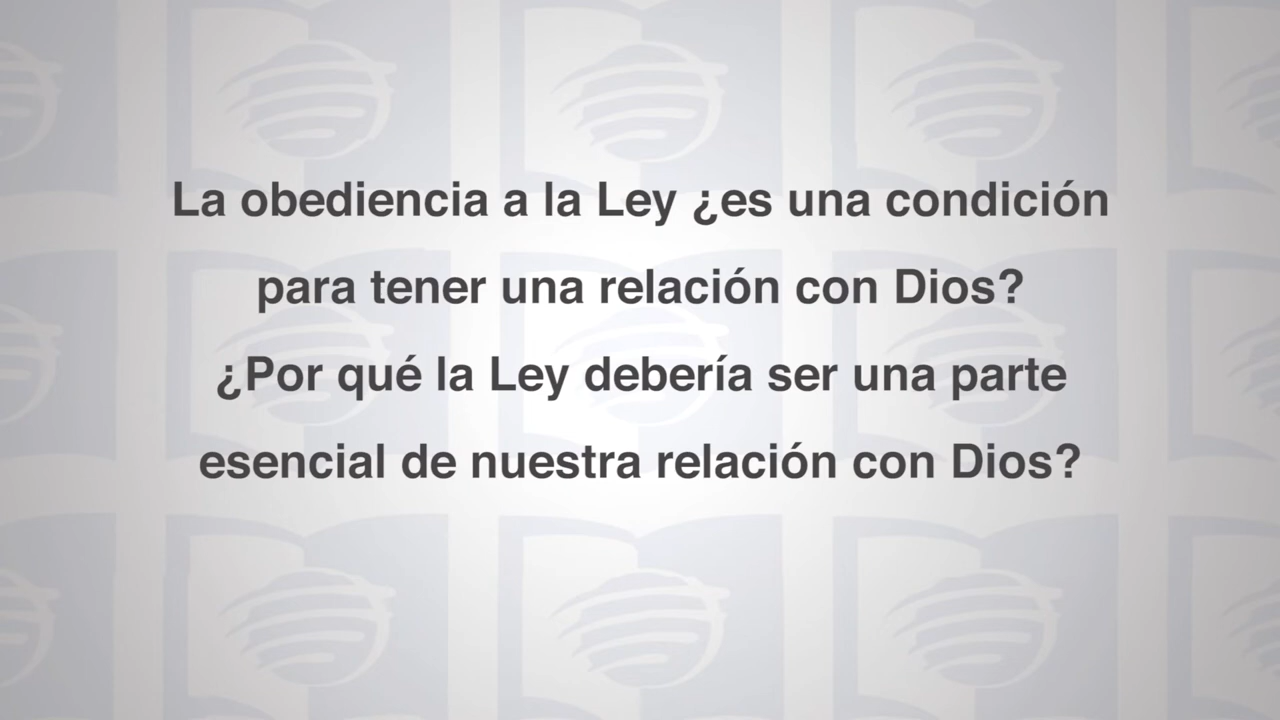 La obediencia a la Ley ¿es una condición
para tener una relación con Dios?
¿Por qué la Ley debería ser una parte
esencial de nuestra relación con Dios?